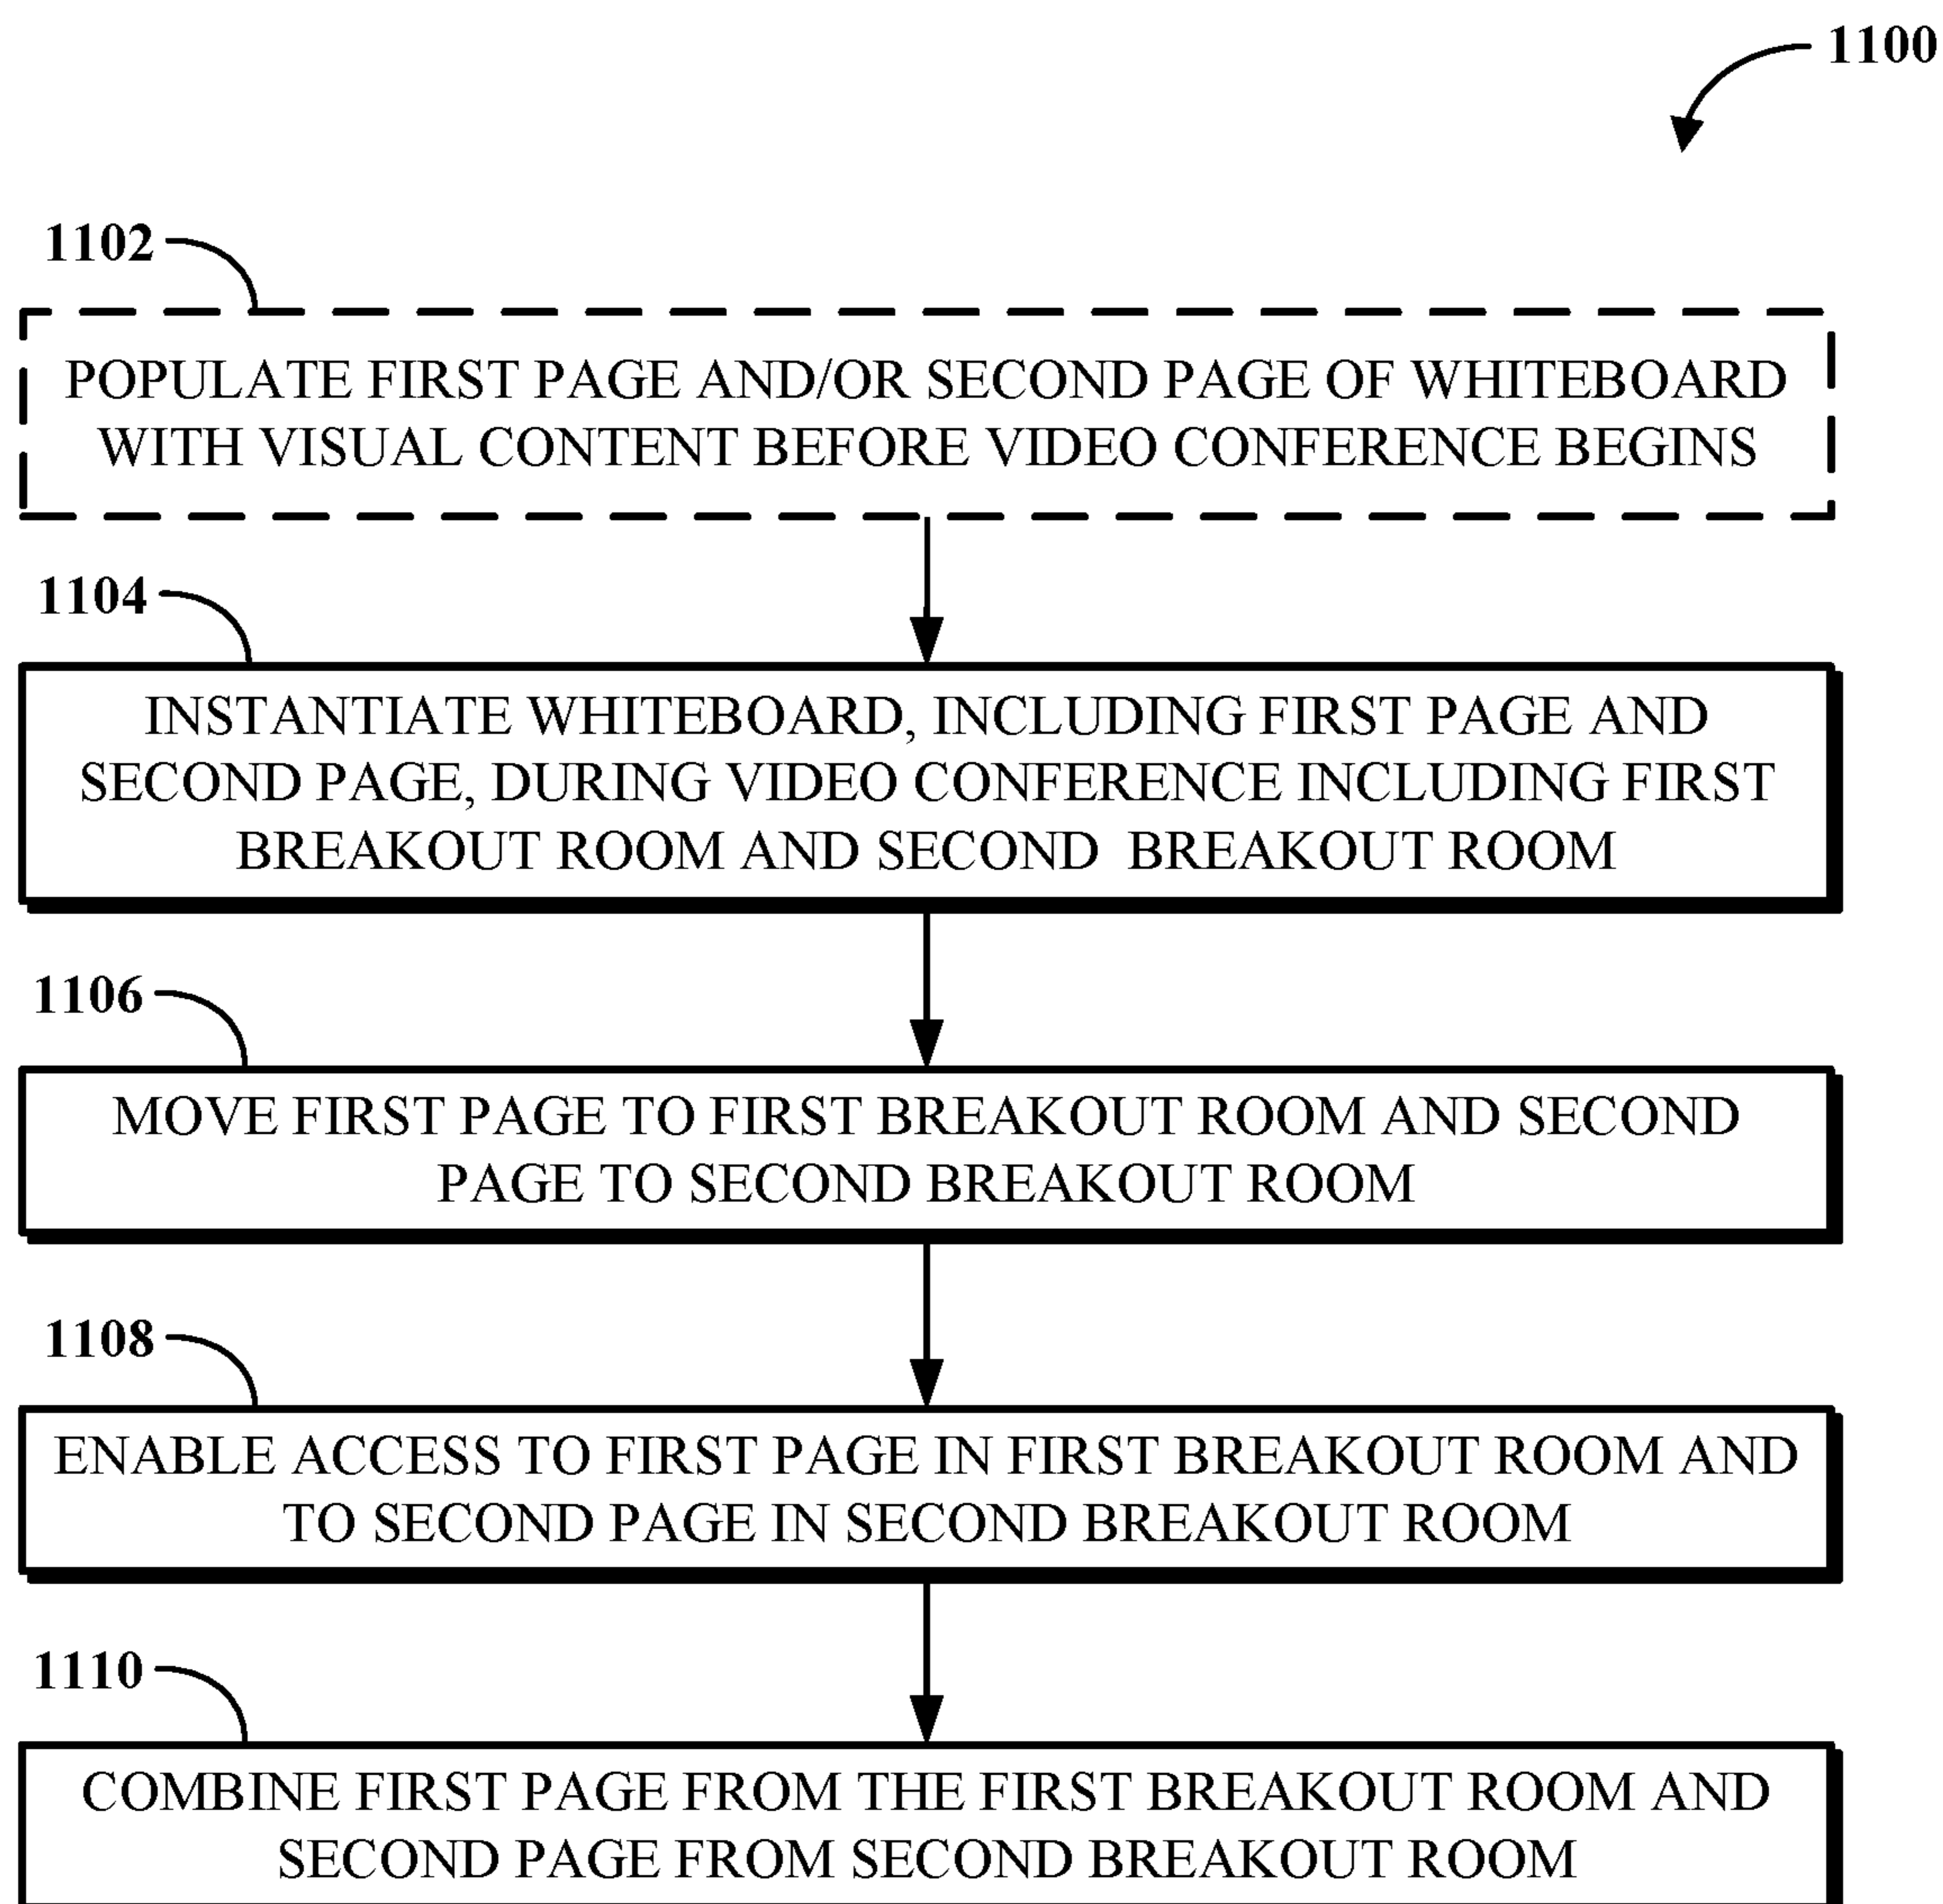 1100
1102
POPULATE FIRST PAGE AND/OR SECOND PAGE OF WHITEBOARD
WITH VISUAL CONTENT BEFORE VIDEO CONFERENCE BEGINS
1104
INSTANTIATE WHITEBOARD, INCLUDING FIRST PAGE AND
SECOND PAGE, DURING VIDEO CONFERENCE INCLUDING FIRST
BREAKOUT ROOM AND SECOND BREAKOUT ROOM
1106
MOVE FIRST PAGE TO FIRST BREAKOUT ROOM AND SECOND
PAGE TO SECOND BREAKOUT ROOM
1108
ENABLE ACCESS TO FIRST PAGE IN FIRST BREAKOUT ROOM AND
TO SECOND PAGE IN SECOND BREAKOUT ROOM
1110
COMBINE FIRST PAGE FROM THE FIRST BREAKOUT ROOM AND
SECOND PAGE FROM SECOND BREAKOUT ROOM